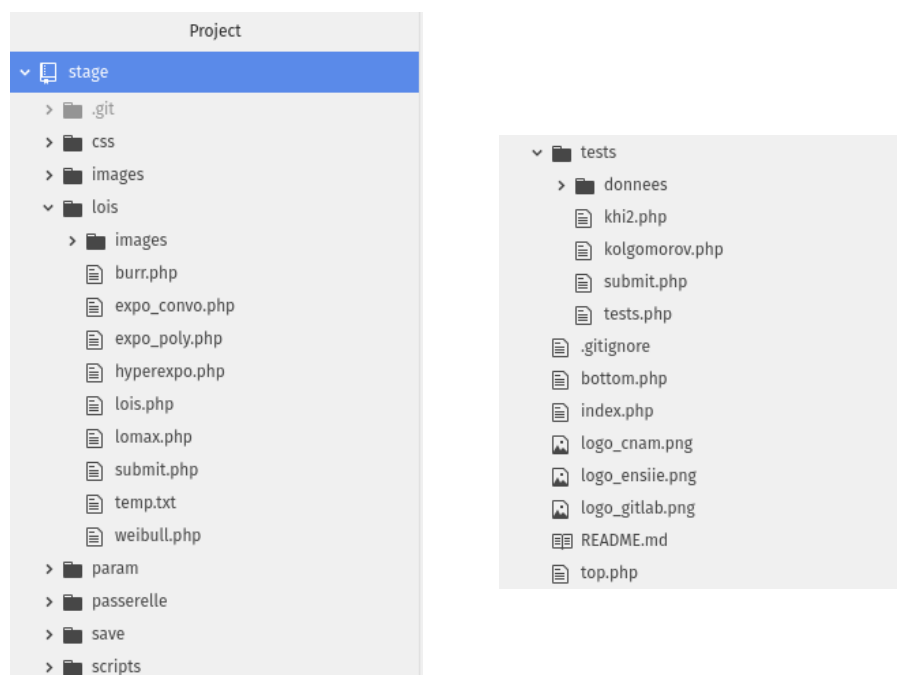 Project
stage
.git
css
images
lois
images
burr.php
expo_convo.php
expo_poly.php
hyperexpo.php
lois.php
lomax.php
submit.php
temp.txt
weibull.php
param
passerelle
save
scripts
tests
donnees
khi2.php
kolgomorov.php
submit.php
tests.php
.gitignore
bottom.php
index.php
logo_cnam.png
logo_ensiie.png
logo_gitlab.png
README.md
top.php